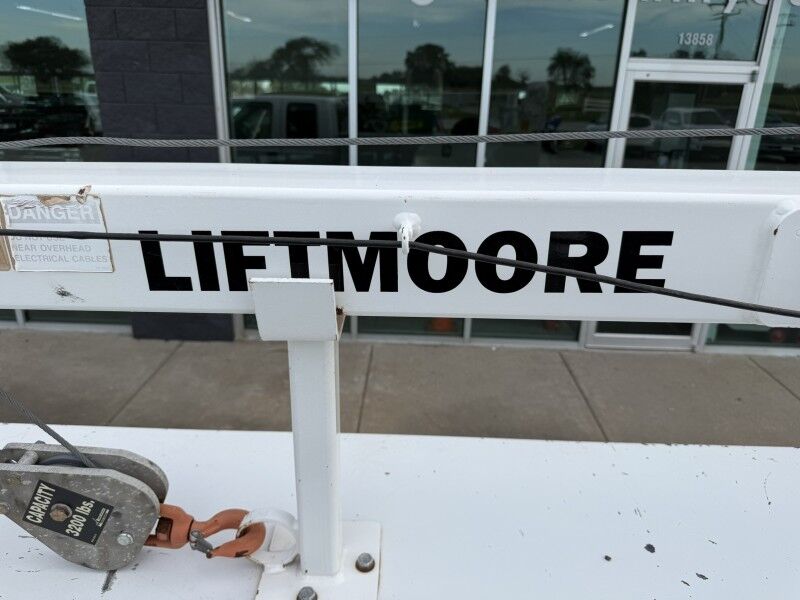 13858
DANGER
NEAR OVERHEAD
ELECTRICAL CABLES
LIFTMOORE
CAPACITY
3200 lbs.